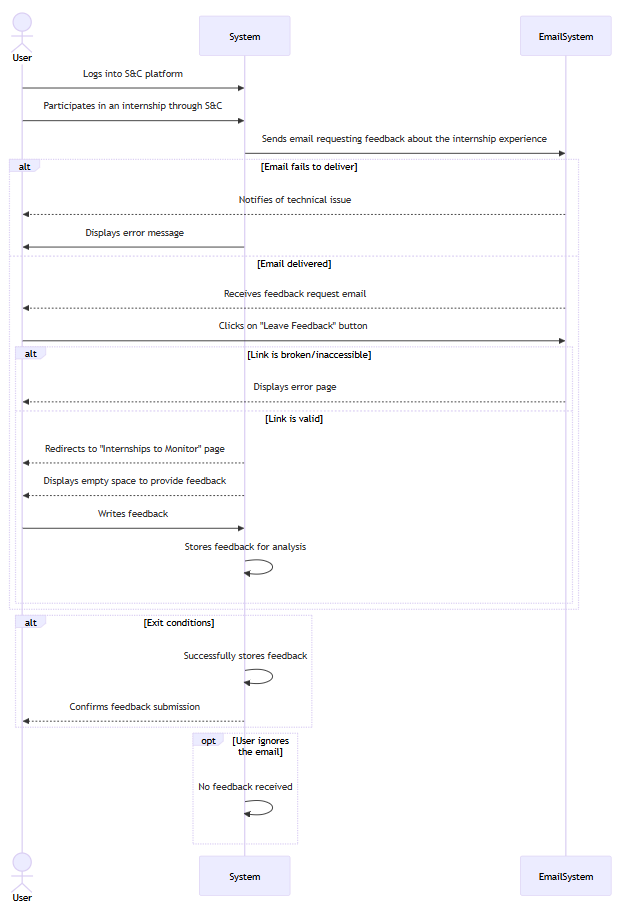 System
EmailSystem
User
Logs into S&C platform
Participates in an internship through S&C
Sends email requesting feedback about the internship experience
alt
[Email fails to deliver]
Notifies of technical issue
Displays error message
[Email delivered]
Receives feedback request email
Clicks on "Leave Feedback" button
alt
[Link is broken/inaccessible]
Displays error page
[Link is valid]
Redirects to "Internships to Monitor" page
Displays empty space to provide feedback
Writes feedback
Stores feedback for analysis
alt
[Exit conditions]
Successfully stores feedback
Confirms feedback submission
opt
[User ignores
the email]
No feedback received
System
EmailSystem
User